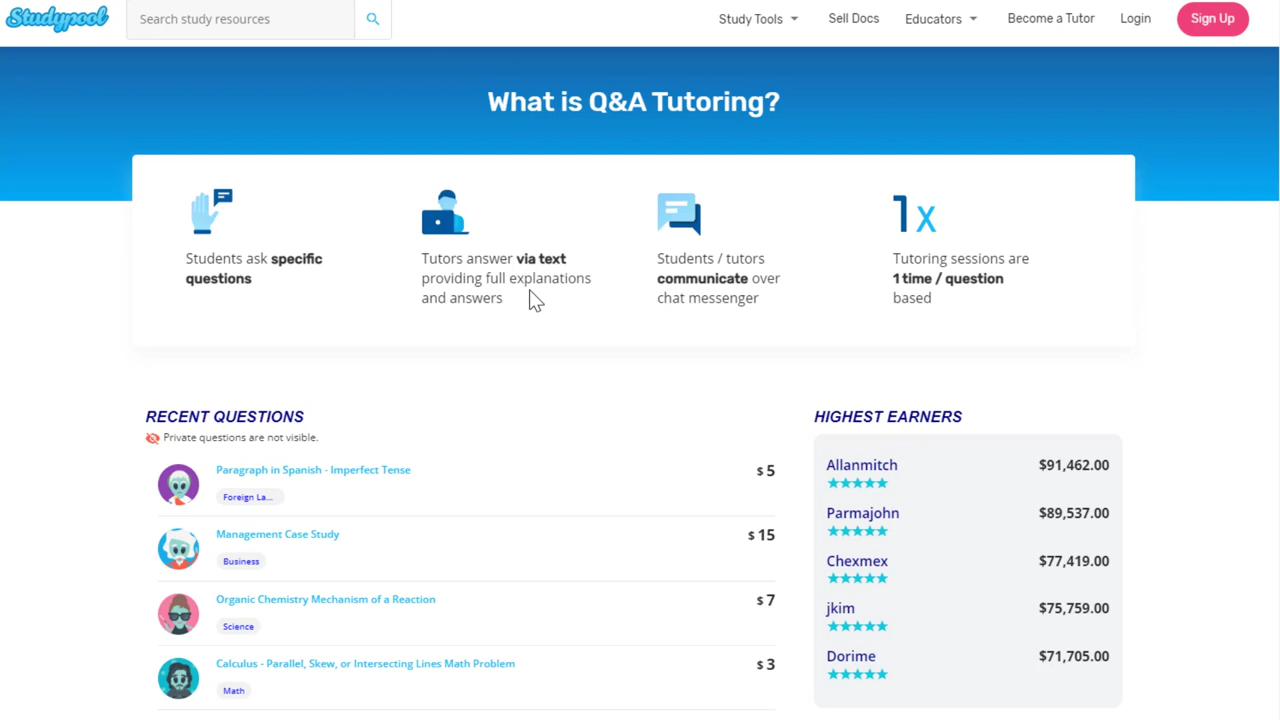 Studypool
Search study resources
Study Tools
Sell Docs
Educators
Become a Tutor
Login
Sign Up
What is Q&A Tutoring?
Students ask specific
questions
Tutors answer via text
providing full explanations
and answers
Students / tutors
communicate over
chat messenger
1x
Tutoring sessions are
1 time / question
based
RECENT QUESTIONS
Private questions are not visible.
Paragraph in Spanish - Imperfect Tense
$ 5
Foreign La...
Management Case Study
$ 15
Business
Organic Chemistry Mechanism of a Reaction
$ 7
Science
Calculus - Parallel, Skew, or Intersecting Lines Math Problem
$ 3
Math
HIGHEST EARNERS
Allanmitch $91,462.00
Parmajohn $89,537.00
Chexmex $77,419.00
jkim $75,759.00
Dorime $71,705.00